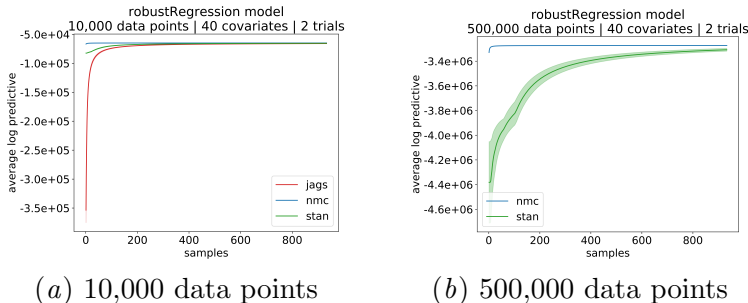 robustRegression model
10,000 data points | 40 covariates | 2 trials
average log predictive
-5.0e+04
-1.0e+05
-1.5e+05
-2.0e+05
-2.5e+05
-3.0e+05
-3.5e+05
jags
nmc
stan
0 200 400 600 800
samples
(a) 10,000 data points
robustRegression model
500,000 data points | 40 covariates | 2 trials
average log predictive
-3.4e+06
-3.6e+06
-3.8e+06
-4.0e+06
-4.2e+06
-4.4e+06
-4.6e+06
nmc
stan
0 200 400 600 800
samples
(b) 500,000 data points